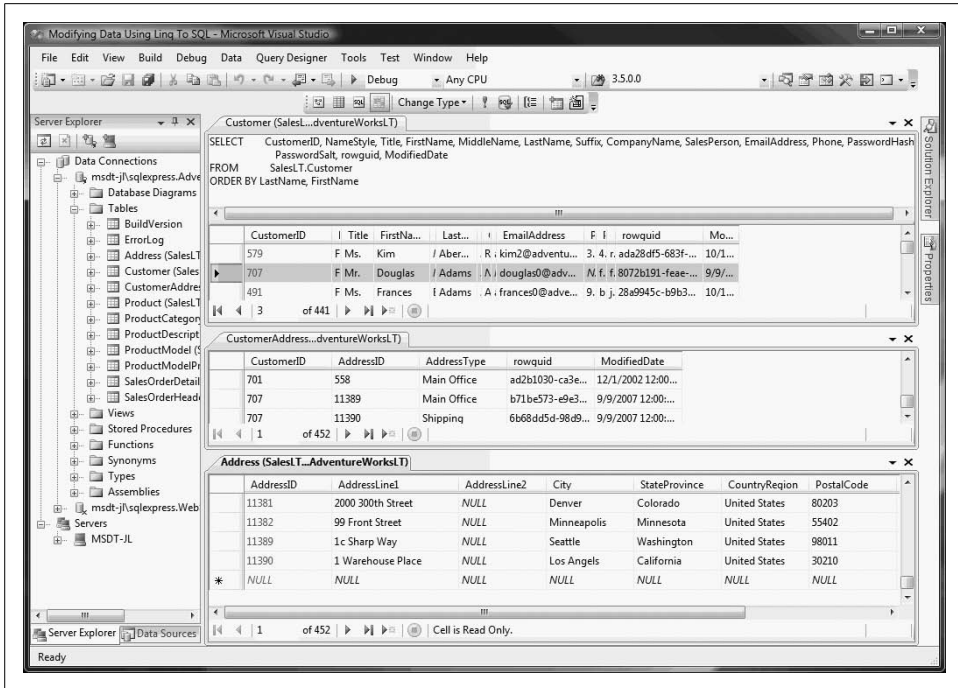 Modifying Data Using Linq To SQL - Microsoft Visual Studio
File Edit View Build Debug Data Query Designer Tools Test Window Help
Debug Any CPU 3.5.0.0
Change Type
Server Explorer
Data Connections
msdt-jl\sqlexpress.Adve
Database Diagrams
Tables
BuildVersion
ErrorLog
Address (SalesLT
Customer (Sales
CustomerAddres
Product (SalesLT
ProductCategory
ProductDescript
ProductModel (S
ProductModelPr
SalesOrderDetail
SalesOrderHead
Views
Stored Procedures
Functions
Synonyms
Types
Assemblies
msdt-jl\sqlexpress.Web
Servers
MSDT-JL
Server Explorer Data Sources
Customer (SalesL...dventureWorksLT)
SELECT CustomerID, NameStyle, Title, FirstName, MiddleName, LastName, Suffix, CompanyName, SalesPerson, EmailAddress, Phone, PasswordHash
PasswordSalt, rowguid, ModifiedDate
FROM SalesLT.Customer
ORDER BY LastName, FirstName
CustomerID Title FirstNa... Last... EmailAddress rowguid Mo...
579 F Ms. Kim Aber... R kim2@adventu... 3. 4. r. ada28df5-683f-... 10/1...
707 F Mr. Douglas Adams douglas0@adv... N. f. f. 8072b191-feae-... 9/9/...
491 F Ms. Frances Adams A frances0@adve... 9. b j. 28a9945c-b9b3... 10/1...
3 of 441
CustomerAddress...dventureWorksLT)
CustomerID AddressID AddressType rowguid ModifiedDate
701 558 Main Office ad2b1030-ca3e... 12/1/2002 12:00...
707 11389 Main Office b71be573-e9e3... 9/9/2007 12:00:...
707 11390 Shipping 6b68dd5d-98d9... 9/9/2007 12:00:...
1 of 452
Address (SalesLT...AdventureWorksLT)
AddressID AddressLine1 AddressLine2 City StateProvince CountryRegion PostalCode
11381 2000 300th Street NULL Denver Colorado United States 80203
11382 99 Front Street NULL Minneapolis Minnesota United States 55402
11389 1c Sharp Way NULL Seattle Washington United States 98011
11390 1 Warehouse Place NULL Los Angels California United States 30210
NULL NULL NULL NULL NULL NULL NULL
1 of 452 Cell is Read Only.
Solution Explorer
Properties
Ready